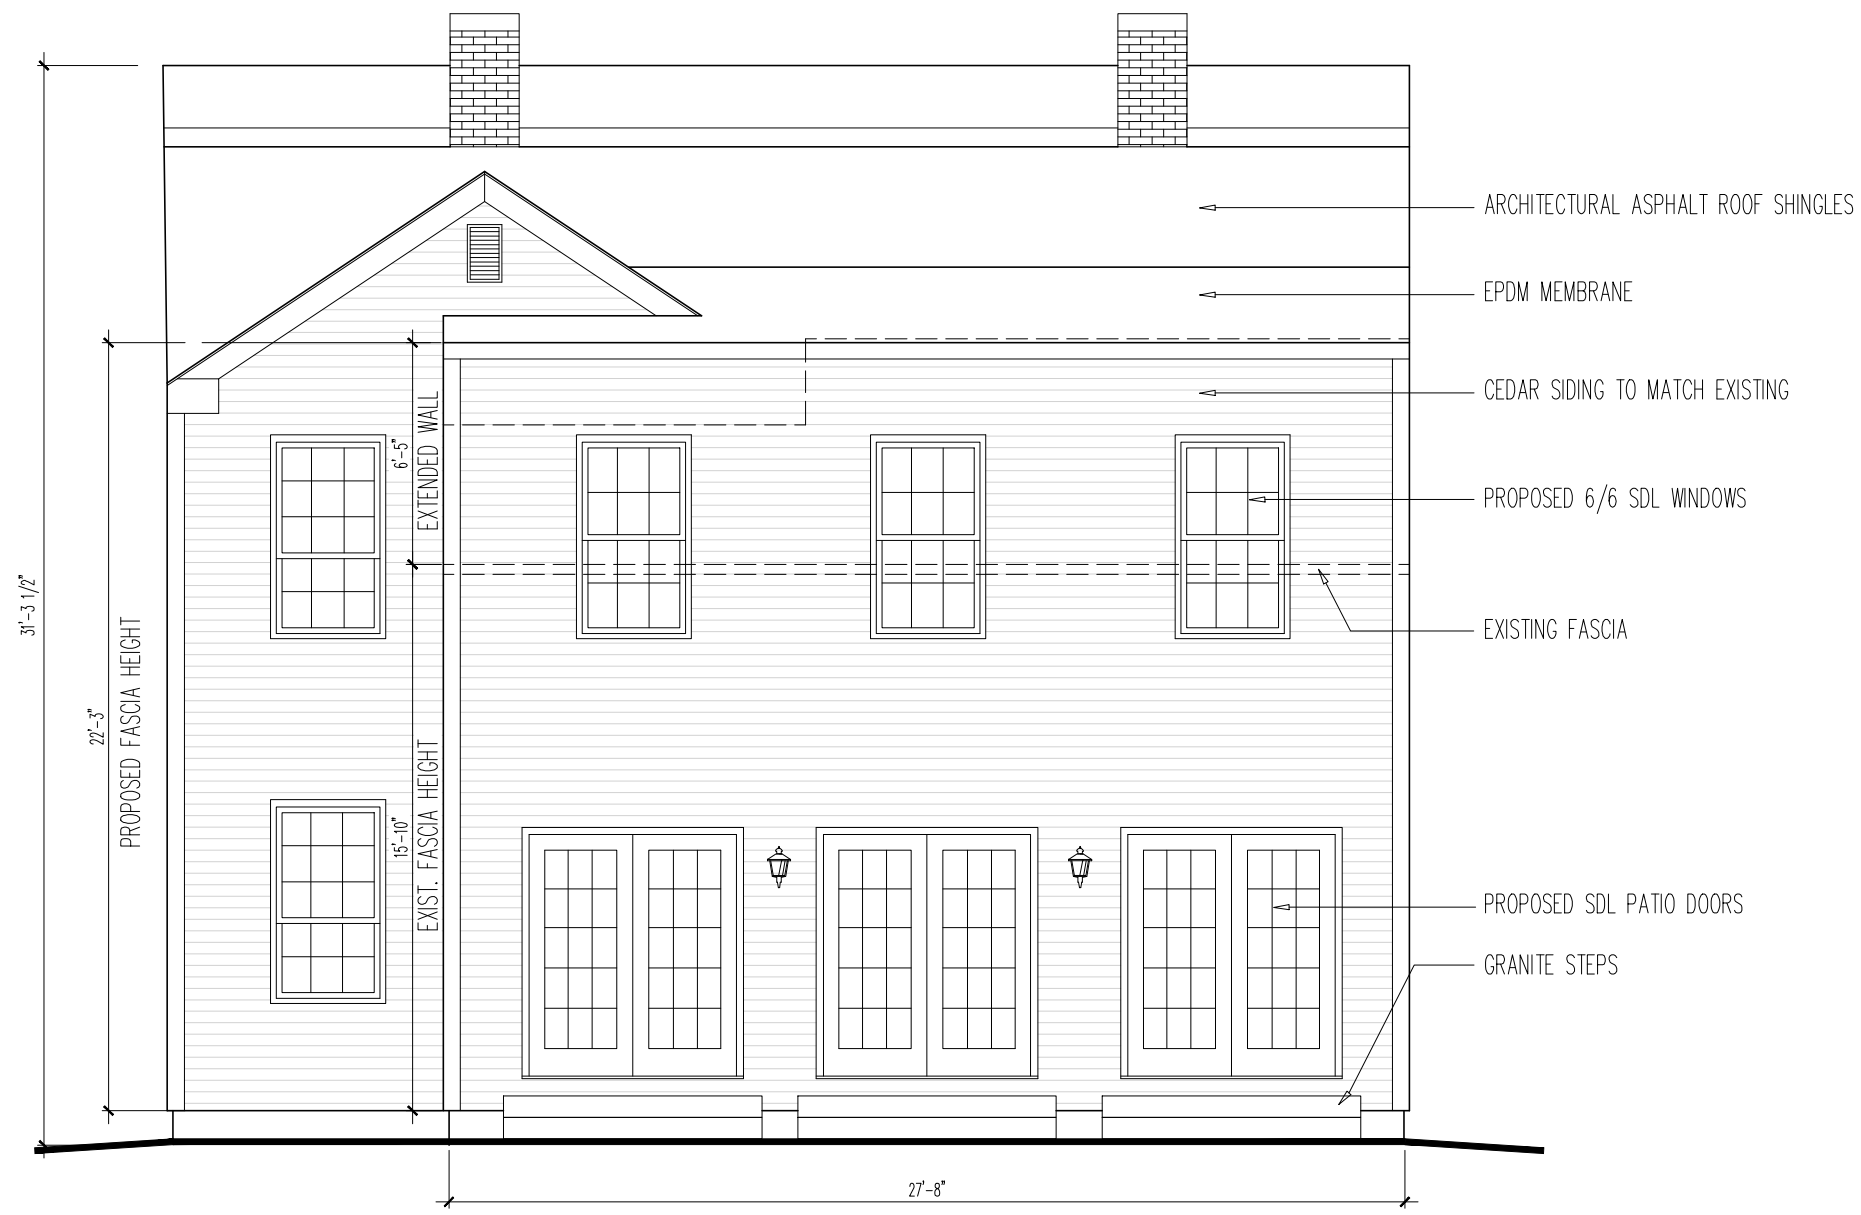 ARCHITECTURAL ASPHALT ROOF SHINGLES
EPDM MEMBRANE
CEDAR SIDING TO MATCH EXISTING
PROPOSED 6/6 SDL WINDOWS
EXISTING FASCIA
PROPOSED SDL PATIO DOORS
GRANITE STEPS
31'-3 1/2"
22'-3"
PROPOSED FASCIA HEIGHT
6'-5"
EXTENDED WALL
15'-10"
EXIST. FASCIA HEIGHT
27'-8"